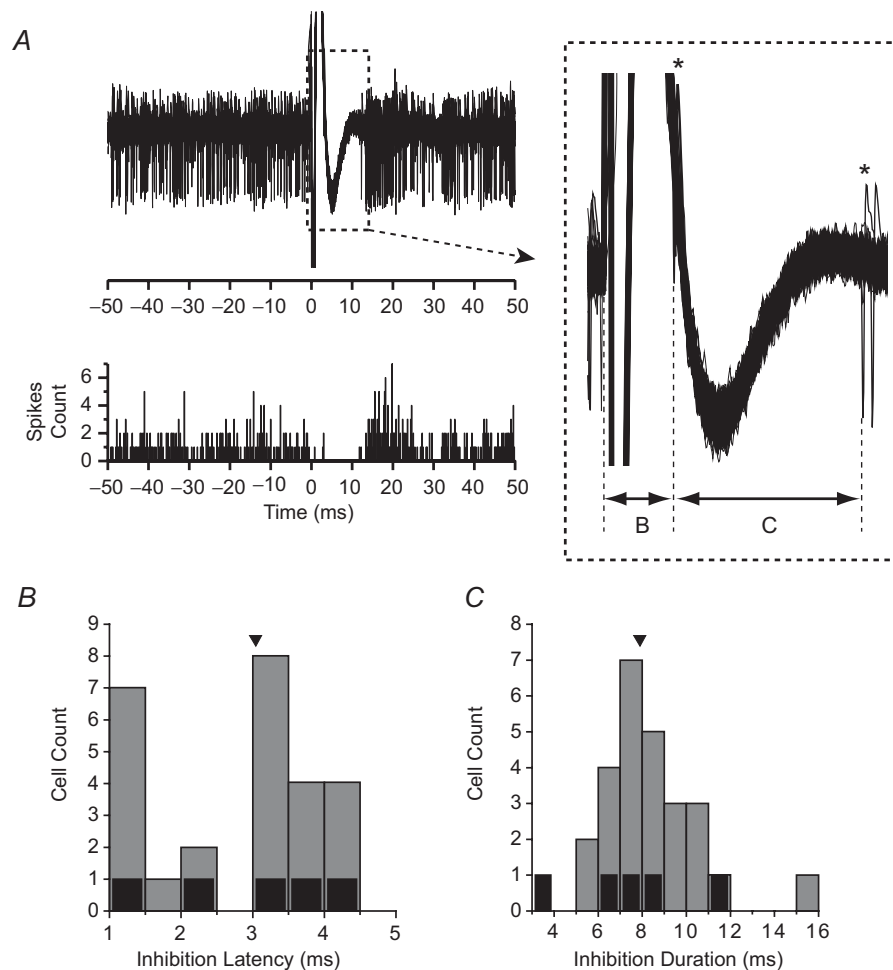 A
*
*
–50 –40 –30 –20 –10 0 10 20 30 40 50
B
C
Spikes
Count
6
4
2
0
–50 –40 –30 –20 –10 0 10 20 30 40 50
Time (ms)
B
Cell Count
9
8
7
6
5
4
3
2
1
0
1 2 3 4 5
Inhibition Latency (ms)
C
Cell Count
8
7
6
5
4
3
2
1
0
4 6 8 10 12 14 16
Inhibition Duration (ms)